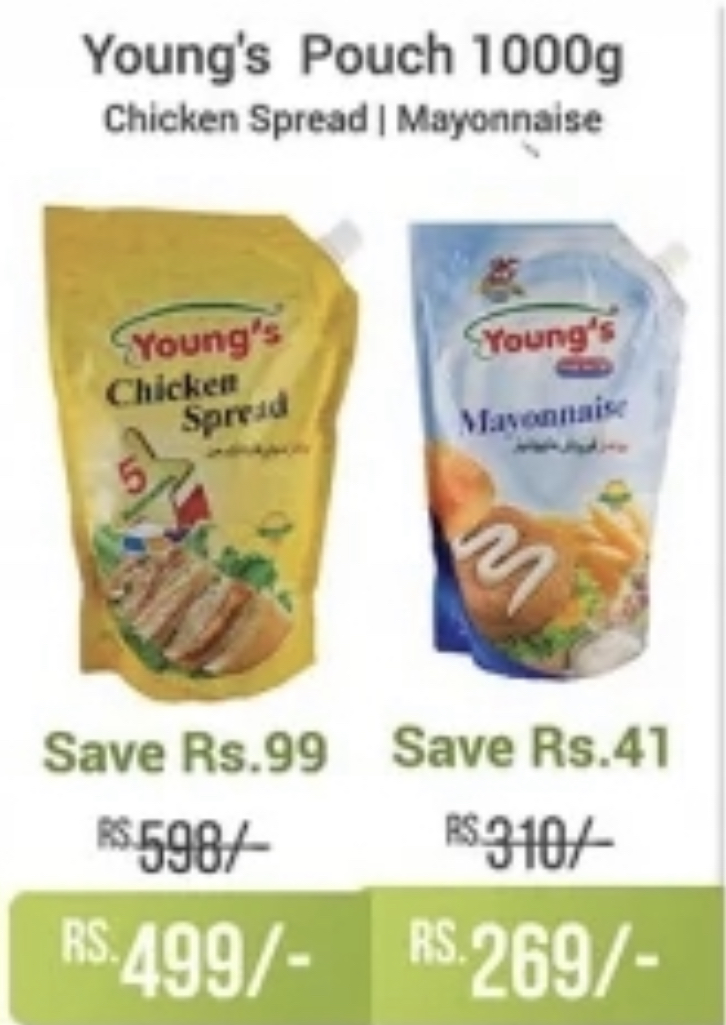 Young's Pouch 1000g
Chicken Spread | Mayonnaise
Young's
Chicken
Spread
5
Young's
Mayonnaise
Save Rs.99
Save Rs.41
RS.598/-
RS.310/-
RS.499/-
RS.269/-